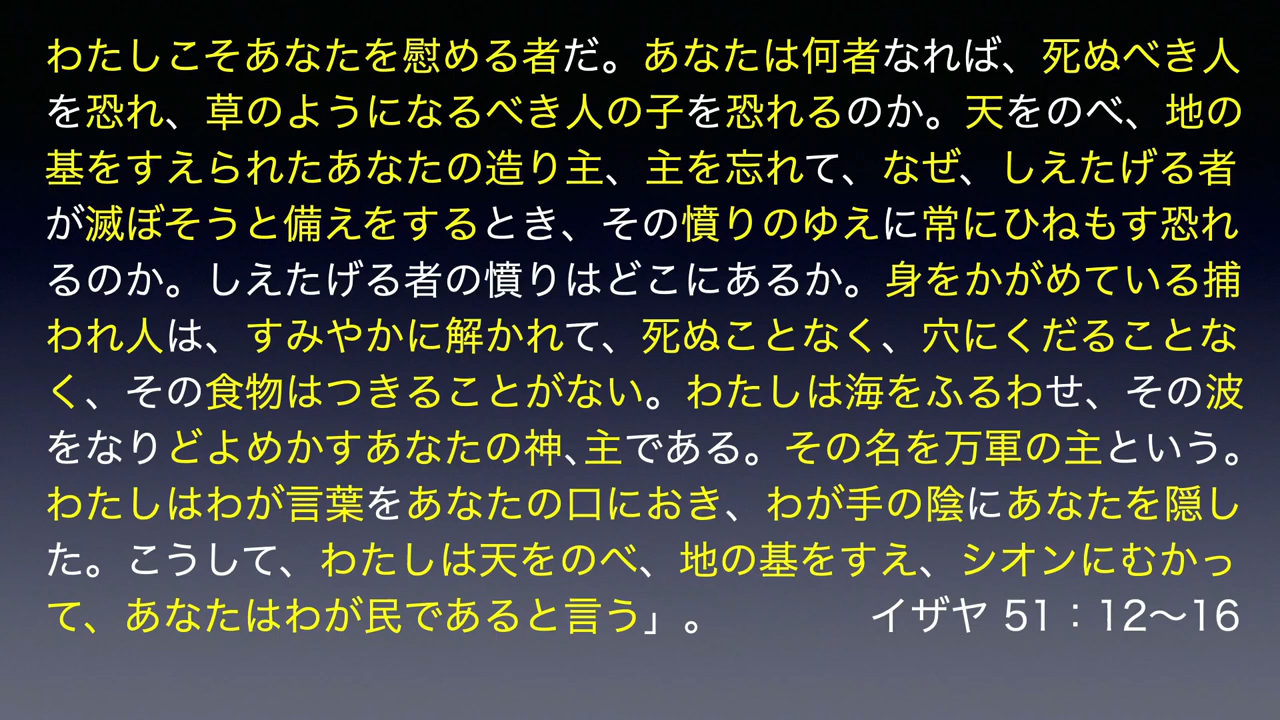 わたしこそあなたを慰める者だ。あなたは何者なれば、死ぬべき人
を恐れ、草のようになるべき人の子を恐れるのか。天をのべ、地の
基をすえられたあなたの造り主、主を忘れて、なぜ、しえたげる者
が滅ぼそうと備えをするとき、その憤りのゆえに常にひねもす恐れ
るのか。しえたげる者の憤りはどこにあるか。身をかがめている捕
われ人は、すみやかに解かれて、死ぬことなく、穴にくだることな
く、その食物はつきることがない。わたしは海をふるわせ、その波
をなりどよめかすあなたの神、主である。その名を万軍の主という。
わたしはわが言葉をあなたの口におき、わが手の陰にあなたを隠し
た。こうして、わたしは天をのべ、地の基をすえ、シオンにむかっ
て、あなたはわが民であると言う」。 イザヤ 51：12〜16